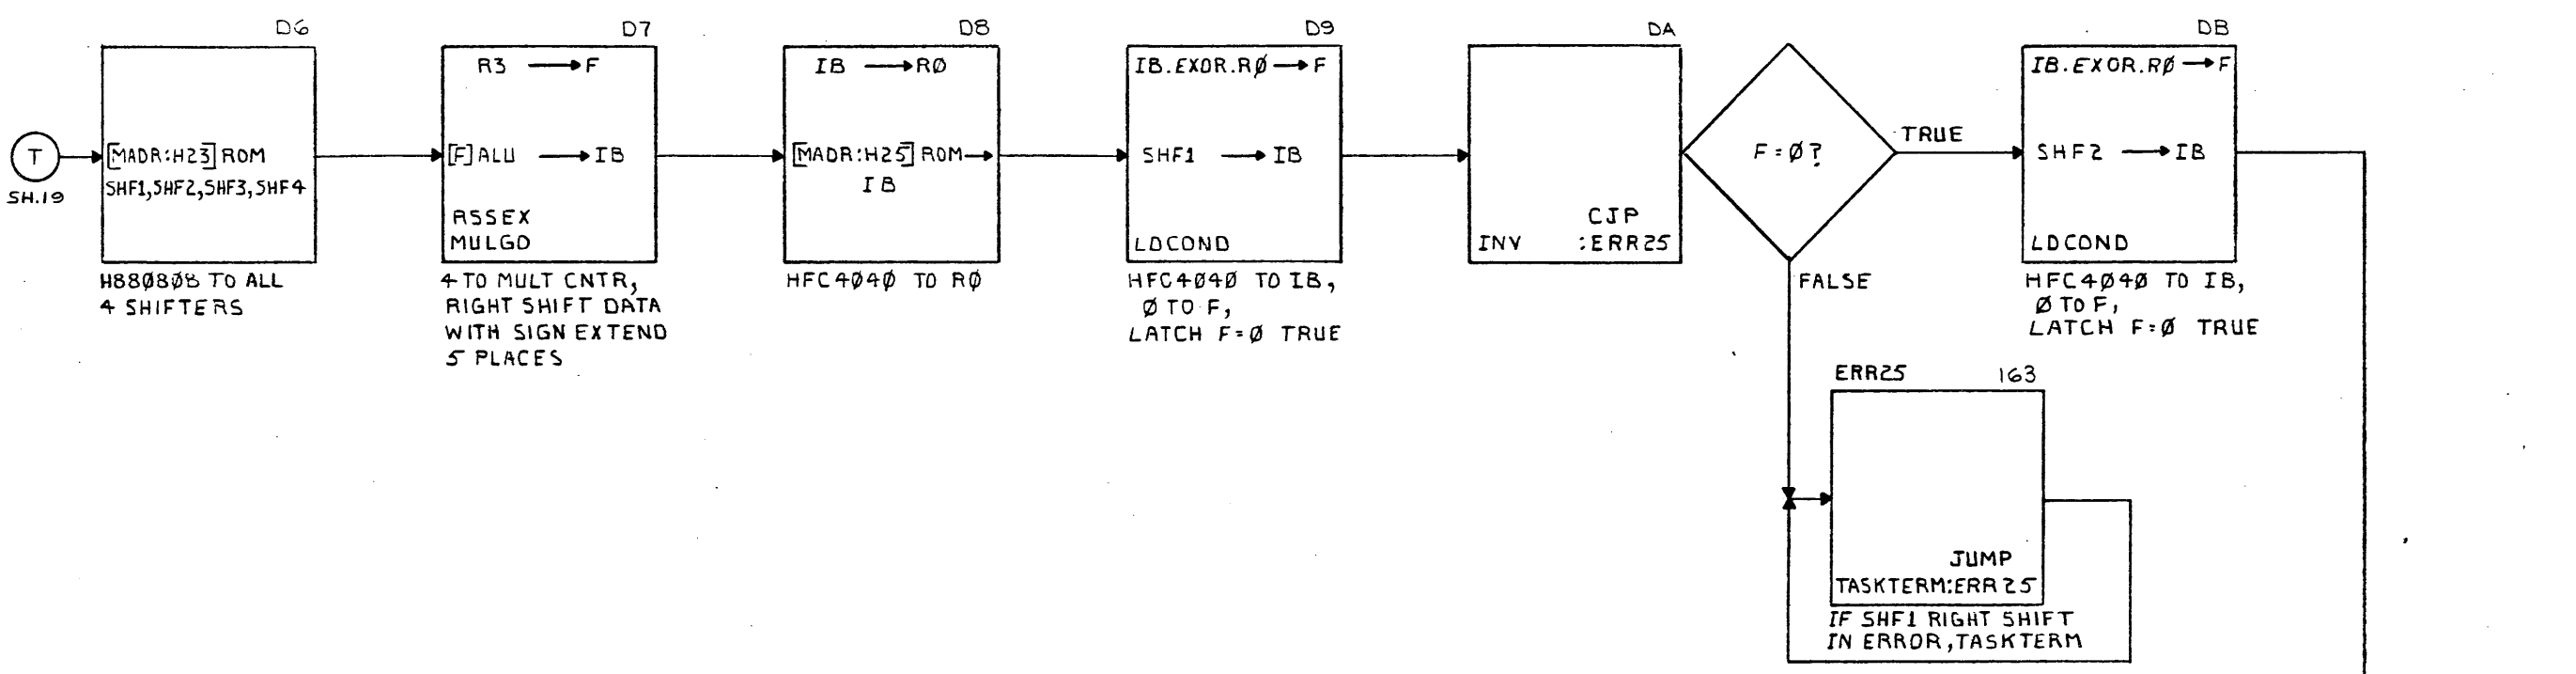 T
SH.19
D6
[MADR:H23] ROM
SHF1,SHF2,SHF3,SHF4
H88Ø8Ø8 TO ALL
4 SHIFTERS
D7
R3 → F
[F]ALU → IB
RSSEX
MULGD
4 TO MULT CNTR,
RIGHT SHIFT DATA
WITH SIGN EXTEND
5 PLACES
D8
IB → RØ
[MADR:H25] ROM →
IB
HFC4Ø4Ø TO RØ
D9
IB.EXOR.RØ → F
SHF1 → IB
LDCOND
HFC4Ø4Ø TO IB,
Ø TO F,
LATCH F=Ø TRUE
DA
CJP
INV :ERR25
F=Ø?
TRUE
FALSE
DB
IB.EXOR.RØ → F
SHF2 → IB
LDCOND
HFC4Ø4Ø TO IB,
Ø TO F,
LATCH F=Ø TRUE
ERR25 163
JUMP
TASKTERM:ERR25
IF SHF1 RIGHT SHIFT
IN ERROR,TASKTERM